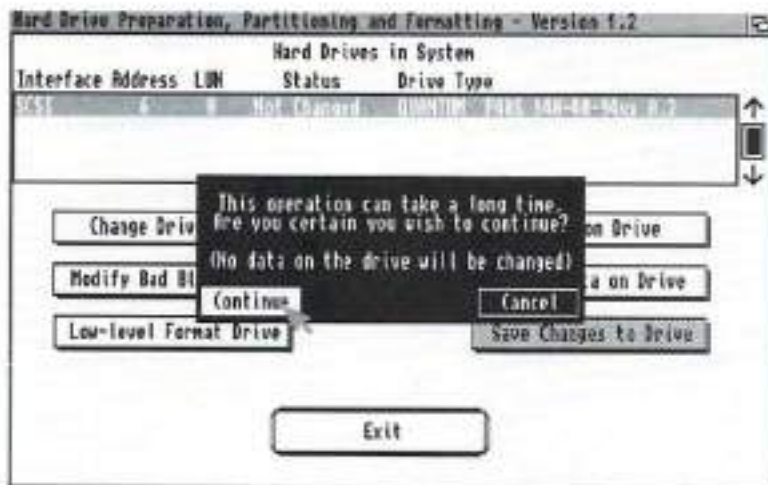 Hard Drive Preparation, Partitioning and Formatting - Version 1.2
Hard Drives in System
Interface Address LUN Status Drive Type
SCSI 6 0 Not Changed QUANTUM
This operation can take a long time.
Are you certain you wish to continue?
(No data on the drive will be changed)
Continue
Cancel
Change Driv
on Drive
Modify Bad Bl
a on Drive
Low-level Format Drive
Save Changes to Drive
Exit